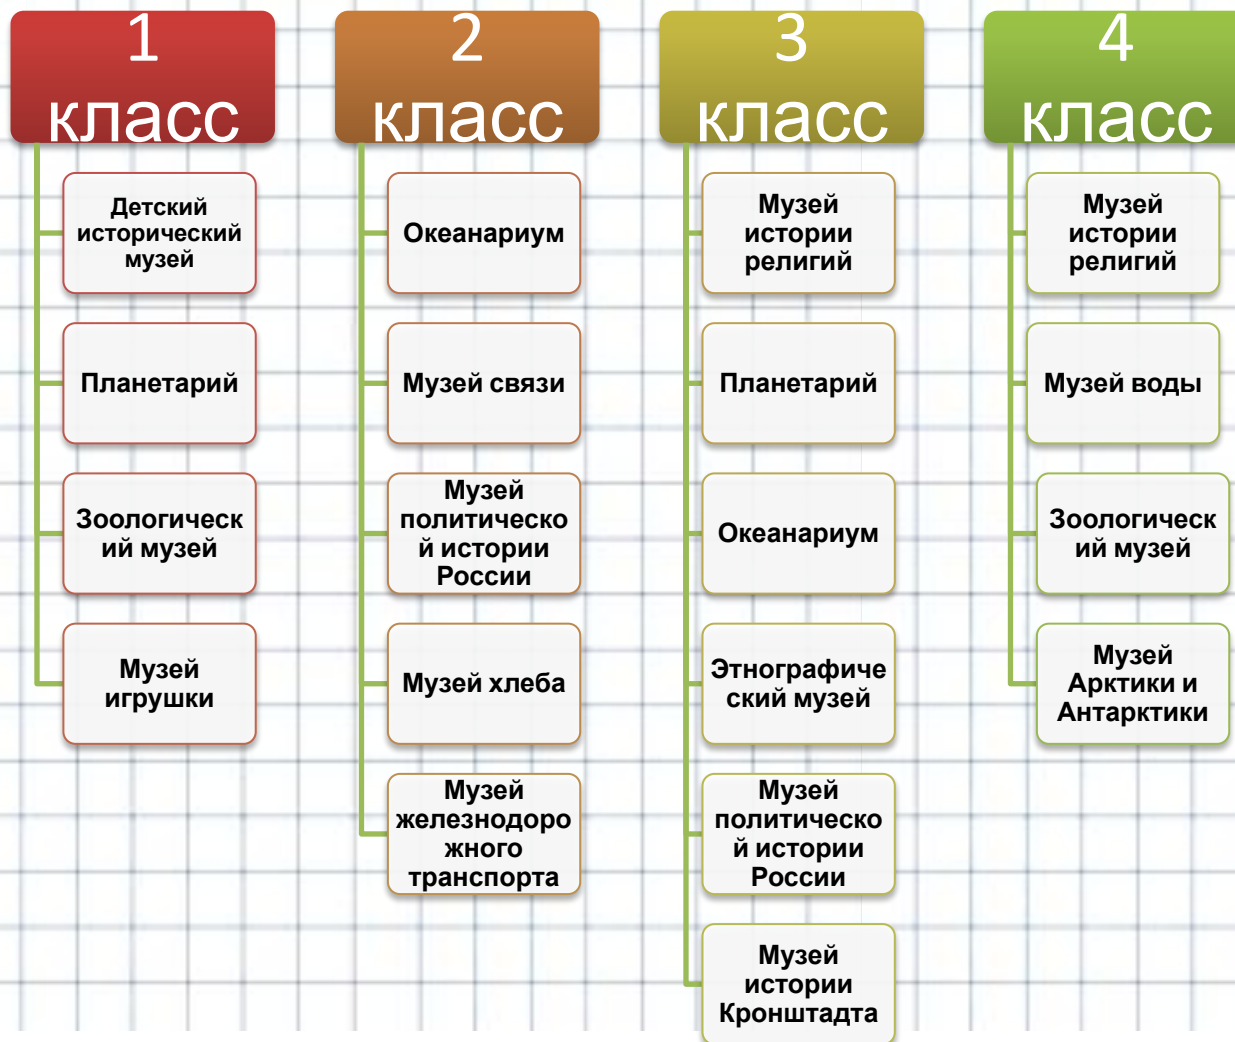 1
класс
Детский
исторический
музей
Планетарий
Зоологическ
ий музей
Музей
игрушки
2
класс
Океанариум
Музей связи
Музей
политическо
й истории
России
Музей хлеба
Музей
железнодоро
жного
транспорта
3
класс
Музей
истории
религий
Планетарий
Океанариум
Этнографиче
ский музей
Музей
политическо
й истории
России
Музей
истории
Кронштадта
4
класс
Музей
истории
религий
Музей воды
Зоологическ
ий музей
Музей
Арктики и
Антарктики